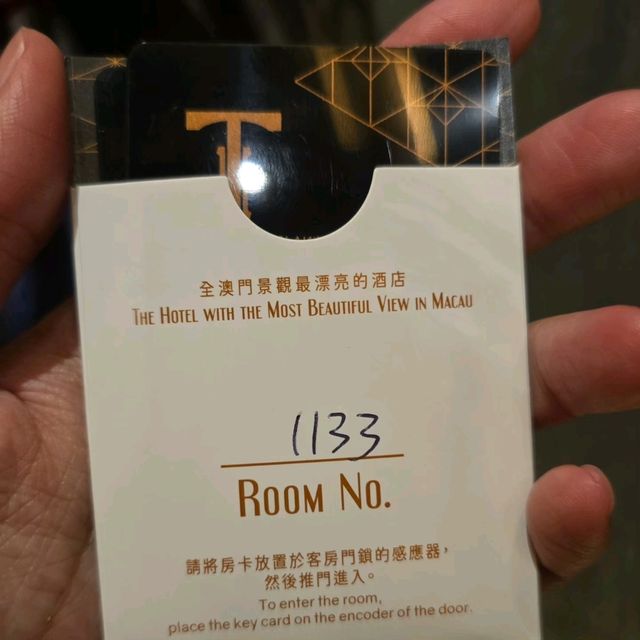 全澳門景觀最漂亮的酒店
The Hotel with the Most Beautiful View in Macau
1133
Room No.
請將房卡放置於客房門鎖的感應器，
然後推門進入。
To enter the room,
place the key card on the encoder of the door.